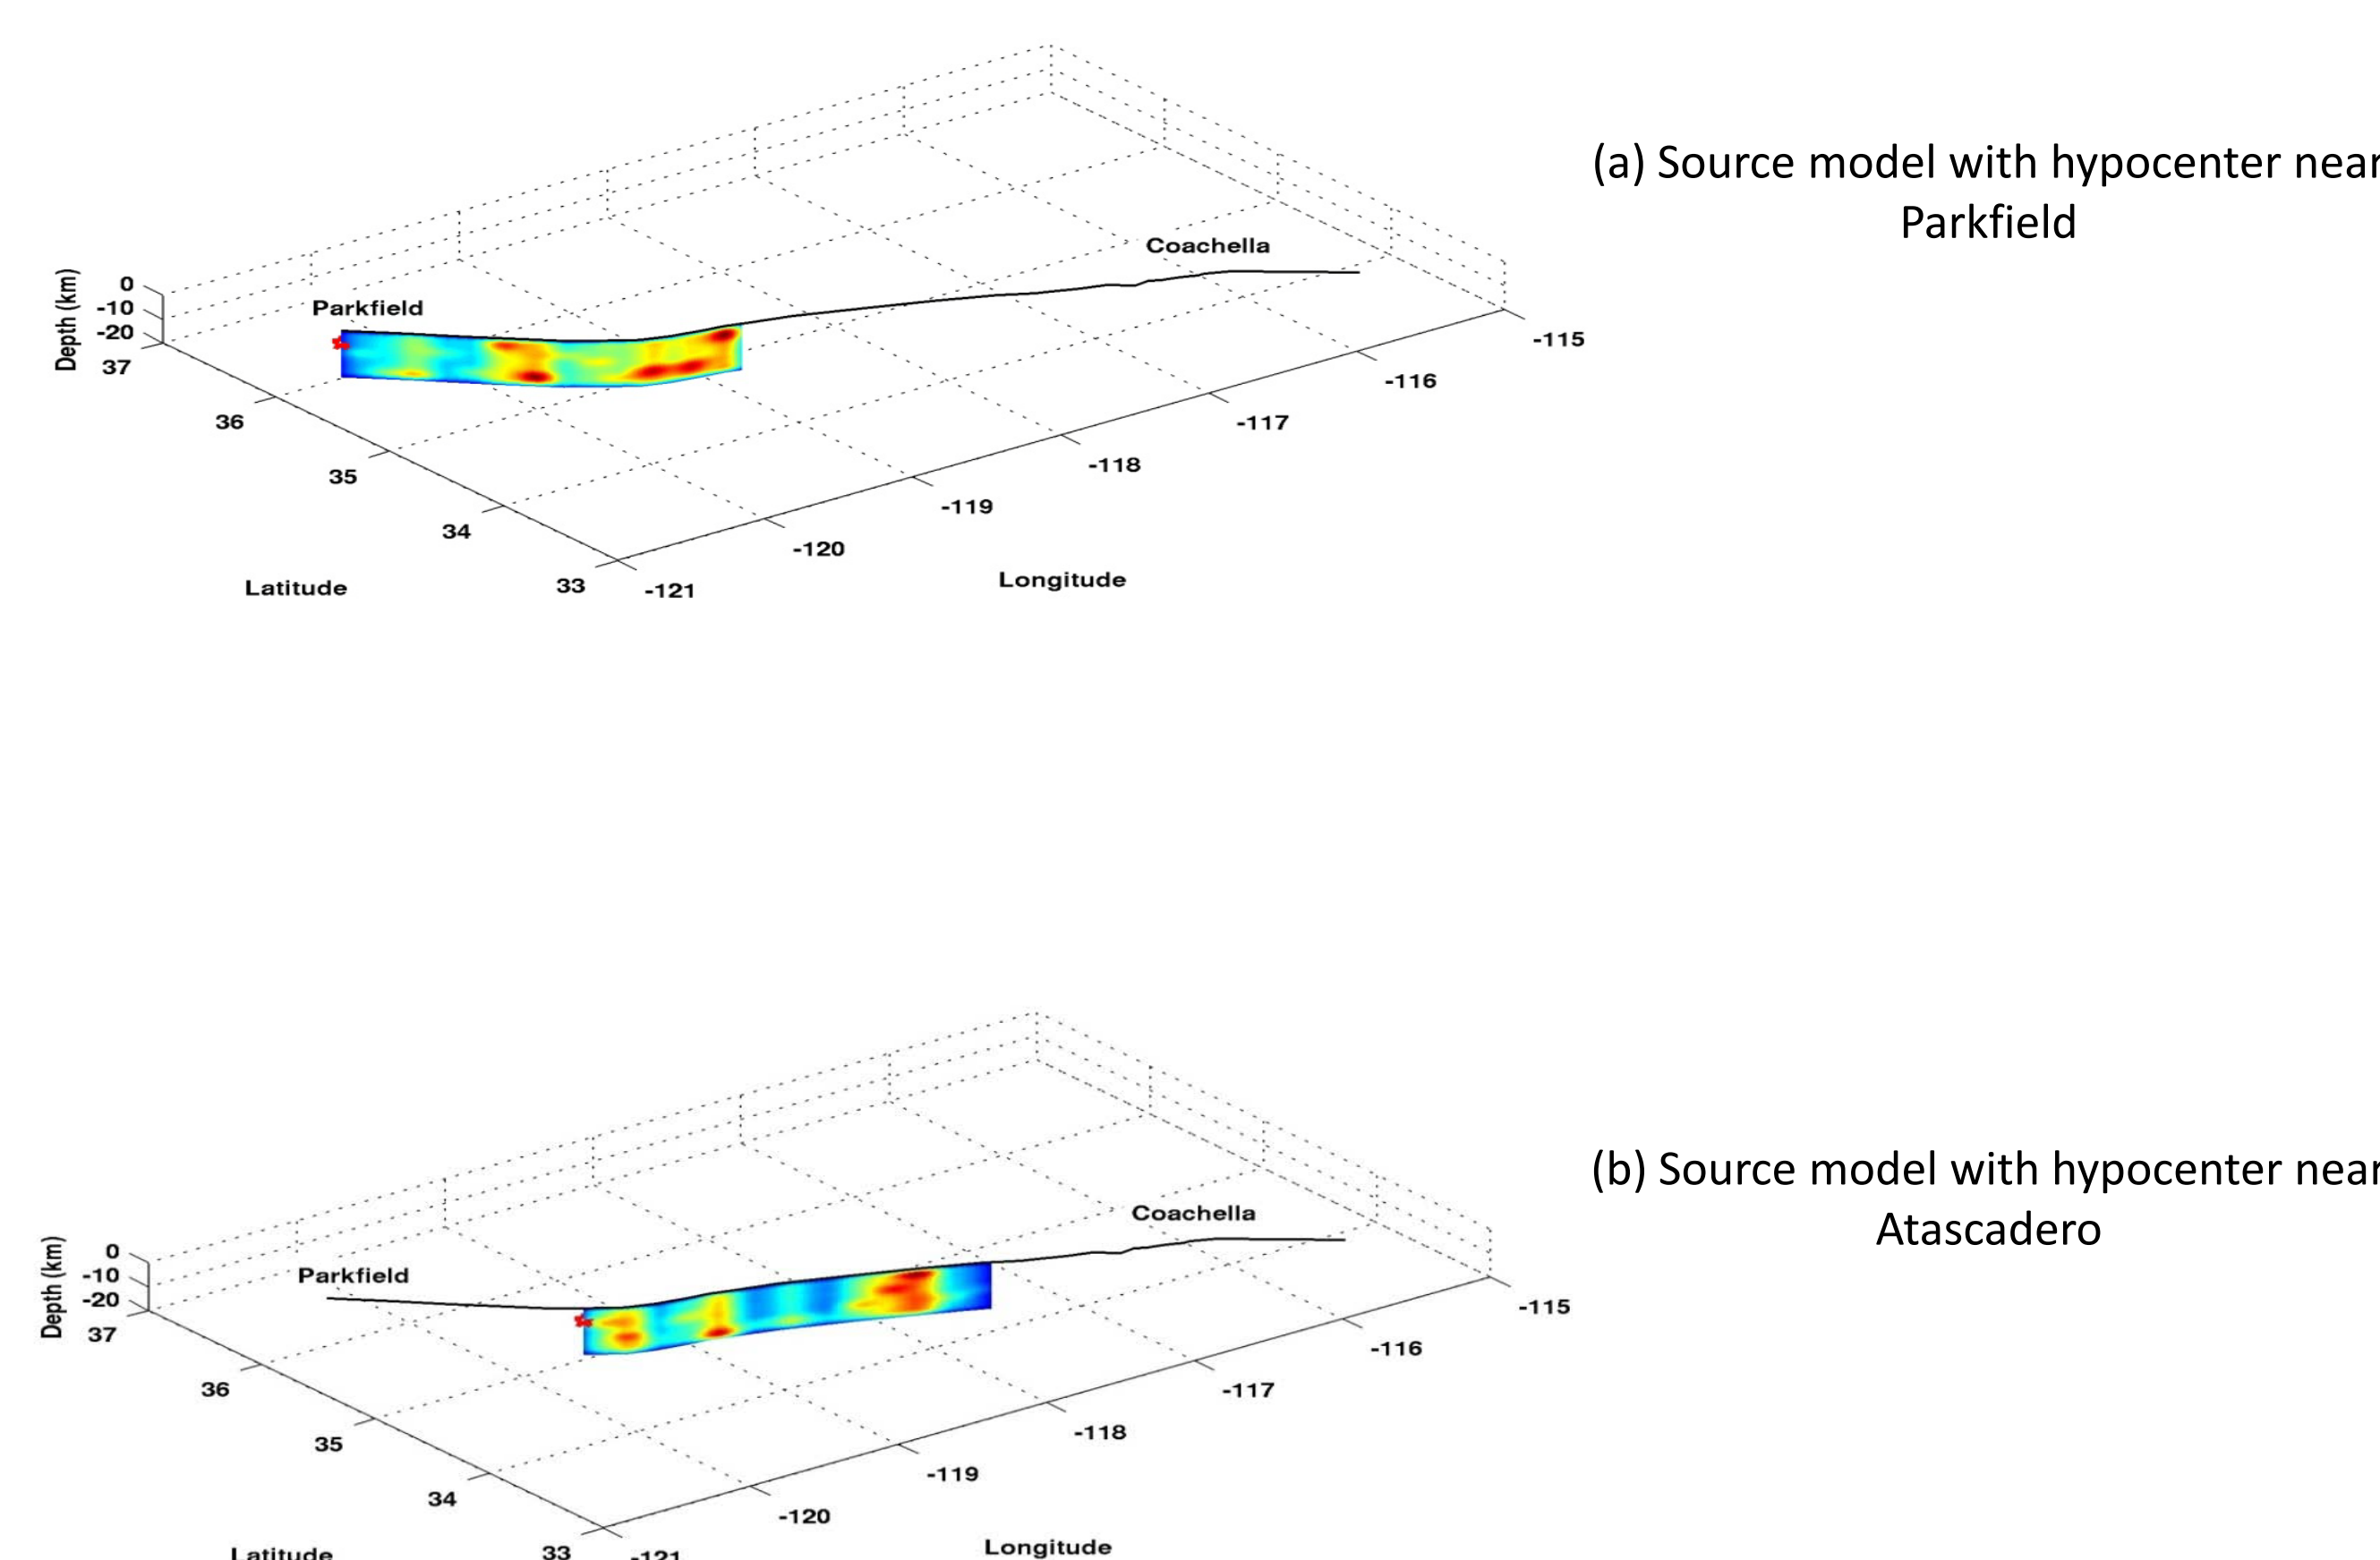 (a) Source model with hypocenter near
Parkfield
Coachella
Parkfield
Depth (km)
0
-10
-20
37
36
35
34
33
-121
-120
-119
-118
-117
-116
-115
Latitude
Longitude
(b) Source model with hypocenter near
Atascadero
Coachella
Parkfield
Depth (km)
0
-10
-20
37
36
35
34
33
-121
-120
-119
-118
-117
-116
-115
Latitude
Longitude